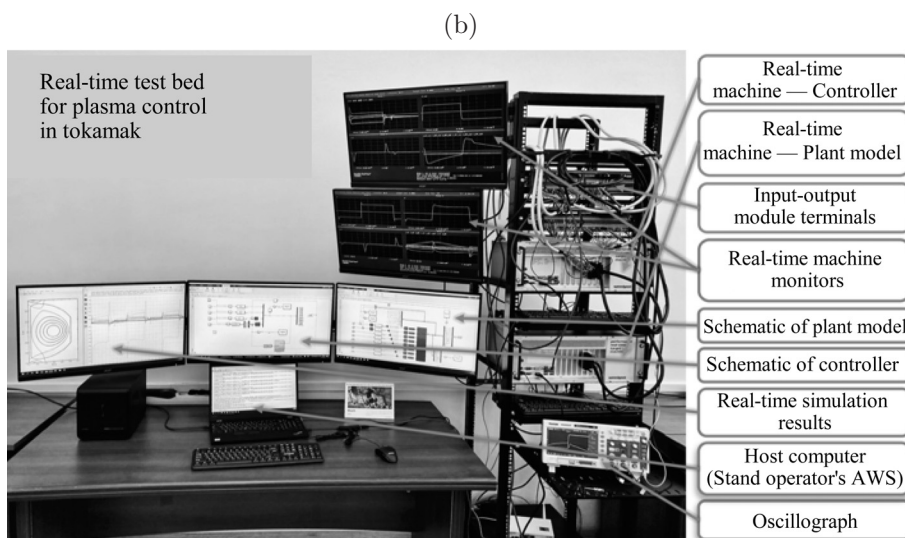 (b)
Real-time test bed
for plasma control
in tokamak
Real-time
machine — Controller
Real-time
machine — Plant model
Input-output
module terminals
Real-time machine
monitors
Schematic of plant model
Schematic of controller
Real-time simulation
results
Host computer
(Stand operator's AWS)
Oscillograph